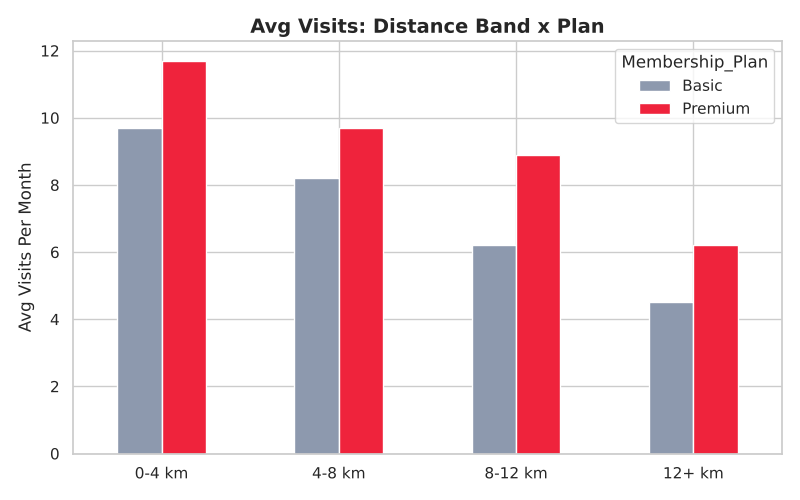 Avg Visits: Distance Band x Plan
Membership_Plan
Basic
Premium
Avg Visits Per Month
12
10
8
6
4
2
0
0-4 km
4-8 km
8-12 km
12+ km